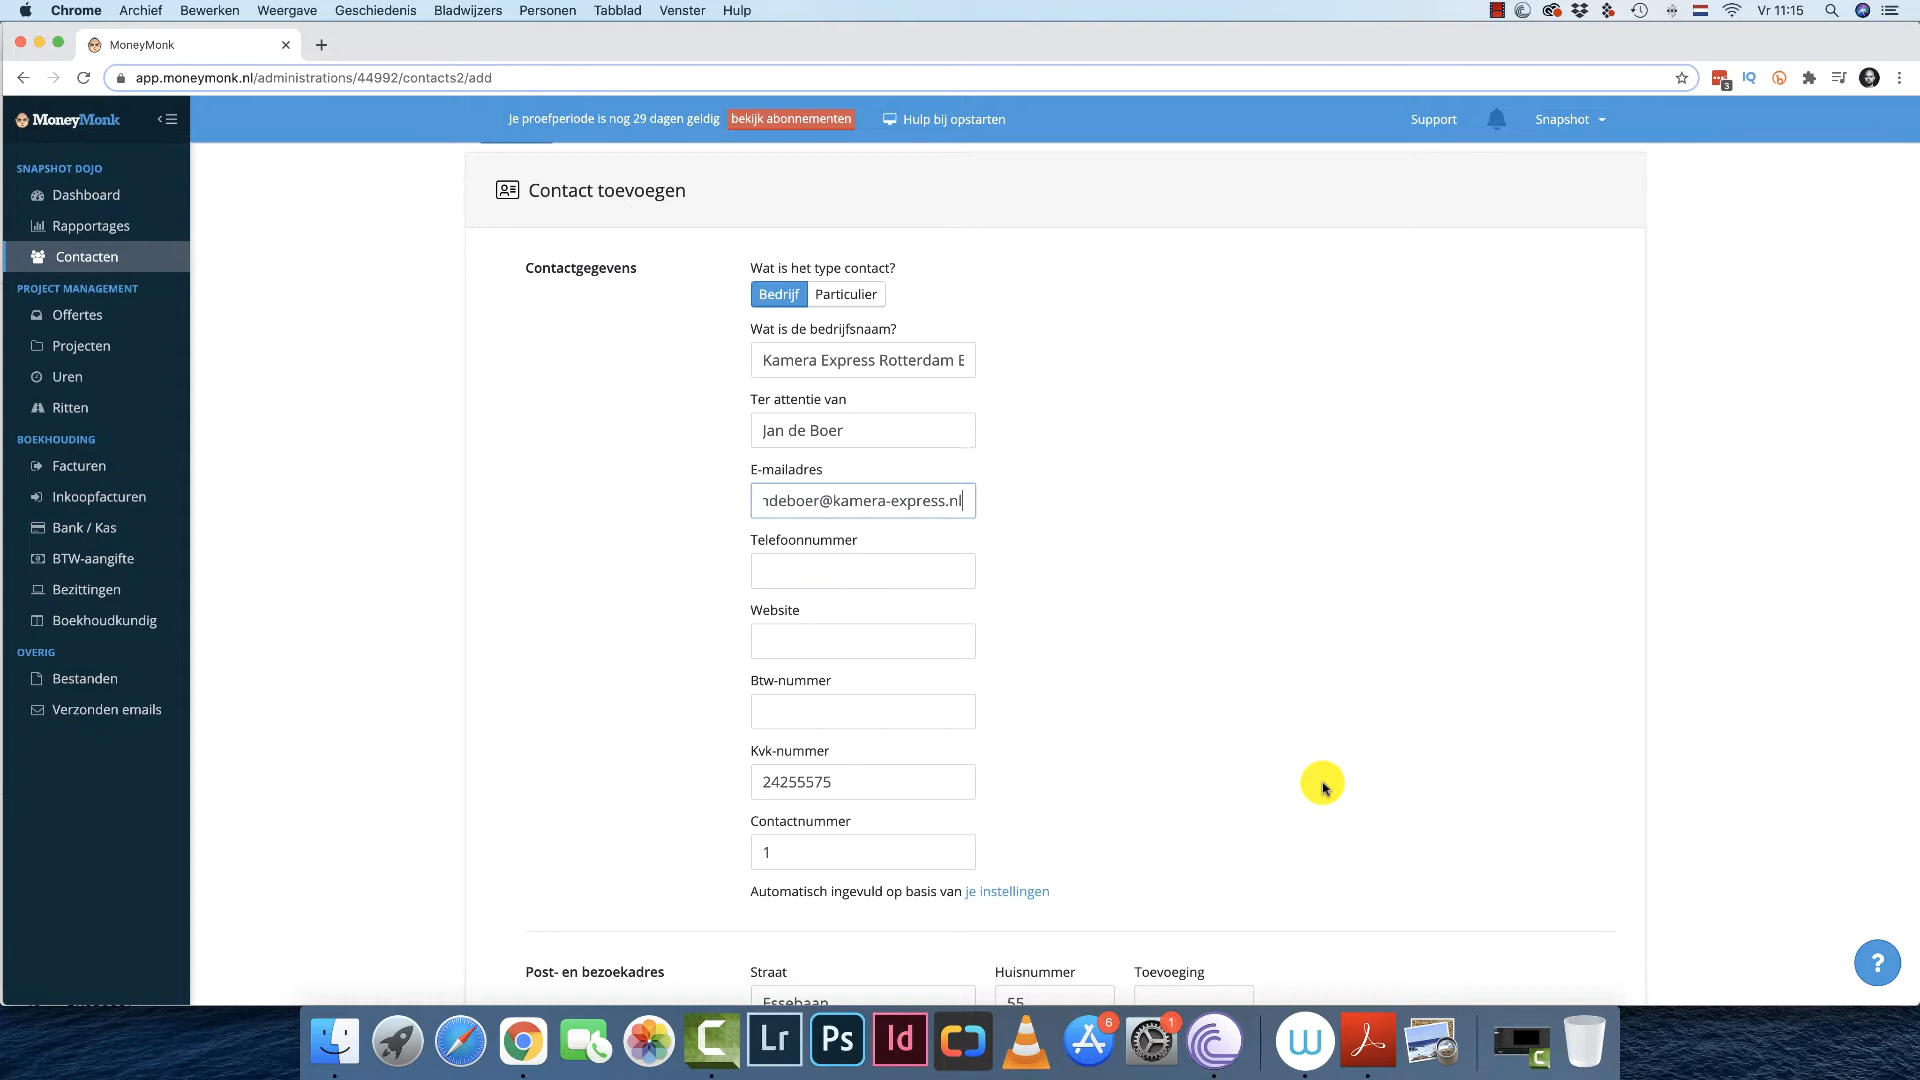 Chrome Archief Bewerken Weergave Geschiedenis Bladwijzers Personen Tabblad Venster Hulp Vr 11:15
MoneyMonk
app.moneymonk.nl/administrations/44992/contacts2/add 3 IQ
MoneyMonk Je proefperiode is nog 29 dagen geldig bekijk abonnementen Hulp bij opstarten Support Snapshot
SNAPSHOT DOJO
Dashboard
Rapportages
Contacten
PROJECT MANAGEMENT
Offertes
Projecten
Uren
Ritten
BOEKHOUDING
Facturen
Inkoopfacturen
Bank / Kas
BTW-aangifte
Bezittingen
Boekhoudkundig
OVERIG
Bestanden
Verzonden emails
Contact toevoegen
Contactgegevens
Wat is het type contact?
Bedrijf Particulier
Wat is de bedrijfsnaam?
Kamera Express Rotterdam
Ter attentie van
Jan de Boer
E-mailadres
ndeboer@kamera-express.nl
Telefoonnummer
Website
Btw-nummer
Kvk-nummer
24255575
Contactnummer
1
Automatisch ingevuld op basis van je instellingen
Post- en bezoekadres
Straat Huisnummer Toevoeging
Essebaan 55
?
Lr Ps Id 6 1 W